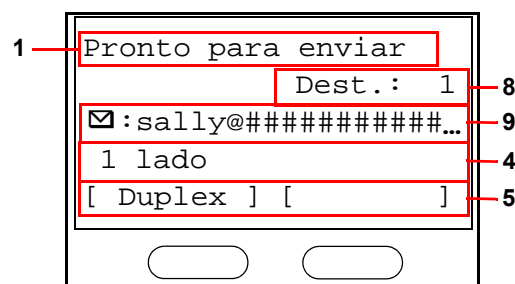 1 Pronto para enviar
Dest.: 1 8
:sally@###########… 9
1 lado 4
[ Duplex ] [ ] 5